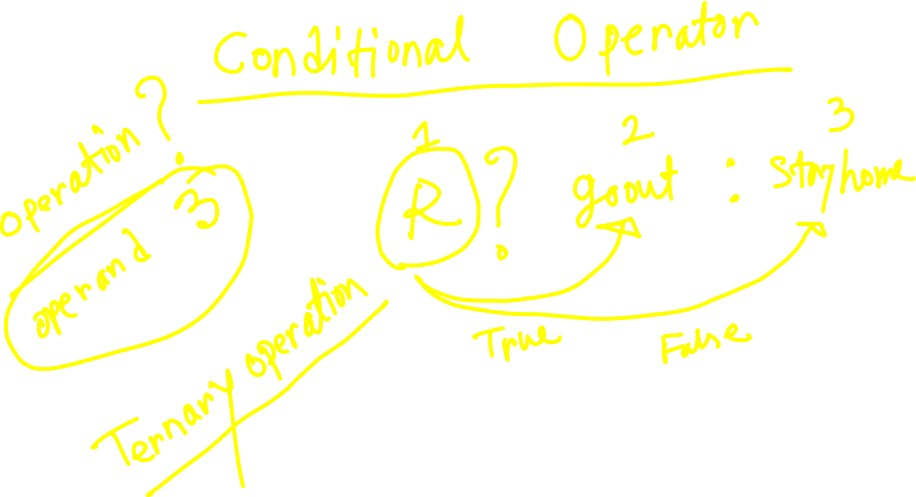 Conditional Operator
operation?
operand 3
1 2 3
R ? goout : stayhome
True False
Ternary operation